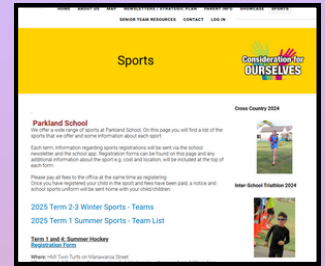 HOME ABOUT US MAP NEWSLETTERS / STRATEGIC PLAN PARENT INFO SHOWCASE SPORTS
SENIOR TEAM RESOURCES CONTACT LOG IN
Sports
Consideration for
OURSELVES
Parkland School
We offer a wide range of sports at Parkland School. On this page you will find a list of the
sports that we offer and some information about each sport.
Each term, information regarding sports registrations will be sent via the school
newsletter and the school app. Registration forms can be found on this page and any
additional information about the sport e.g. cost and location, will be included at the top of
each form.
Please pay all fees to the office at the same time as registering.
Once you have registered your child in the sport and fees have been paid, a notice and
school sports uniform will be sent home with your child/children.
2025 Term 2-3 Winter Sports - Teams
2025 Term 1 Summer Sports - Team List
Term 1 and 4: Summer Hockey
Registration Form
Where: Twin Turfs on Manawaroa Street
Cross Country 2024
Inter-School Triathlon 2024